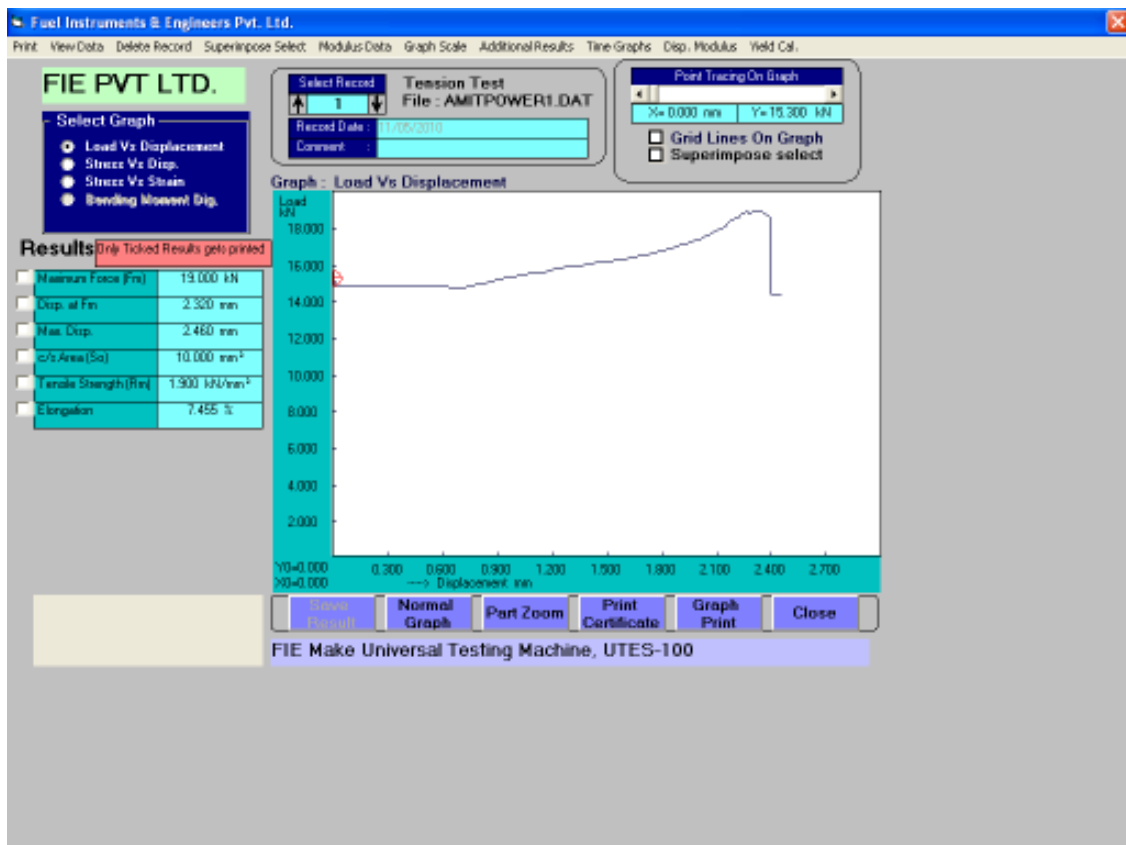 Fuel Instruments & Engineers Pvt. Ltd.
Print View Data Delete Record Superimpose Select Modulus Data Graph Scale Additional Results Time Graphs Disp. Modulus Yield Cal.
FIE PVT LTD.
Select Graph
Load Vs Displacement
Stress Vs Disp.
Stress Vs Strain
Bending Moment Dig.
Select Record
1
Tension Test
File : AMITPOWER1.DAT
Record Date : 11/05/2010
Comment :
Point Tracing On Graph
X= 0.000 mm Y= 15.300 kN
Grid Lines On Graph
Superimpose select
Results Only Ticked Results gets printed
Maximum Force (Fm) 19.000 kN
Disp. at Fm 2.320 mm
Max. Disp. 2.460 mm
c/s Area (So) 10.000 mm²
Tensile Strength (Rm) 1.900 kN/mm²
Elongation 7.455 %
Graph : Load Vs Displacement
Load
kN
18.000
16.000
14.000
12.000
10.000
8.000
6.000
4.000
2.000
Y0=0.000
X0=0.000
0.300 0.600 0.900 1.200 1.500 1.800 2.100 2.400 2.700
---> Displacement mm
Save Result
Normal Graph
Part Zoom
Print Certificate
Graph Print
Close
FIE Make Universal Testing Machine, UTES-100